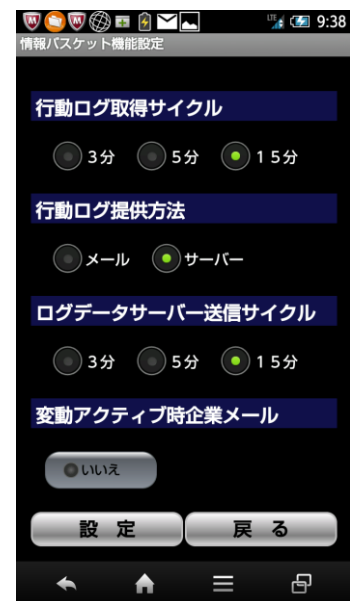 LTE 9:38
情報バスケット機能設定
行動ログ取得サイクル
3分 5分 15分
行動ログ提供方法
メール サーバー
ログデータサーバー送信サイクル
3分 5分 15分
変動アクティブ時企業メール
いいえ
設 定 戻 る